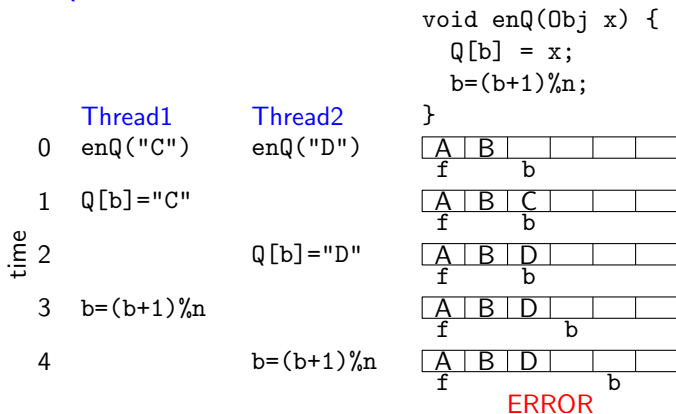 void enQ(Obj x) {
Q[b] = x;
b=(b+1)%n;
Thread1 Thread2 }
0 enQ("C") enQ("D") A B
f b
1 Q[b]="C" A B C
f b
time
2 Q[b]="D" A B D
f b
3 b=(b+1)%n A B D
f b
4 b=(b+1)%n A B D
f b
ERROR